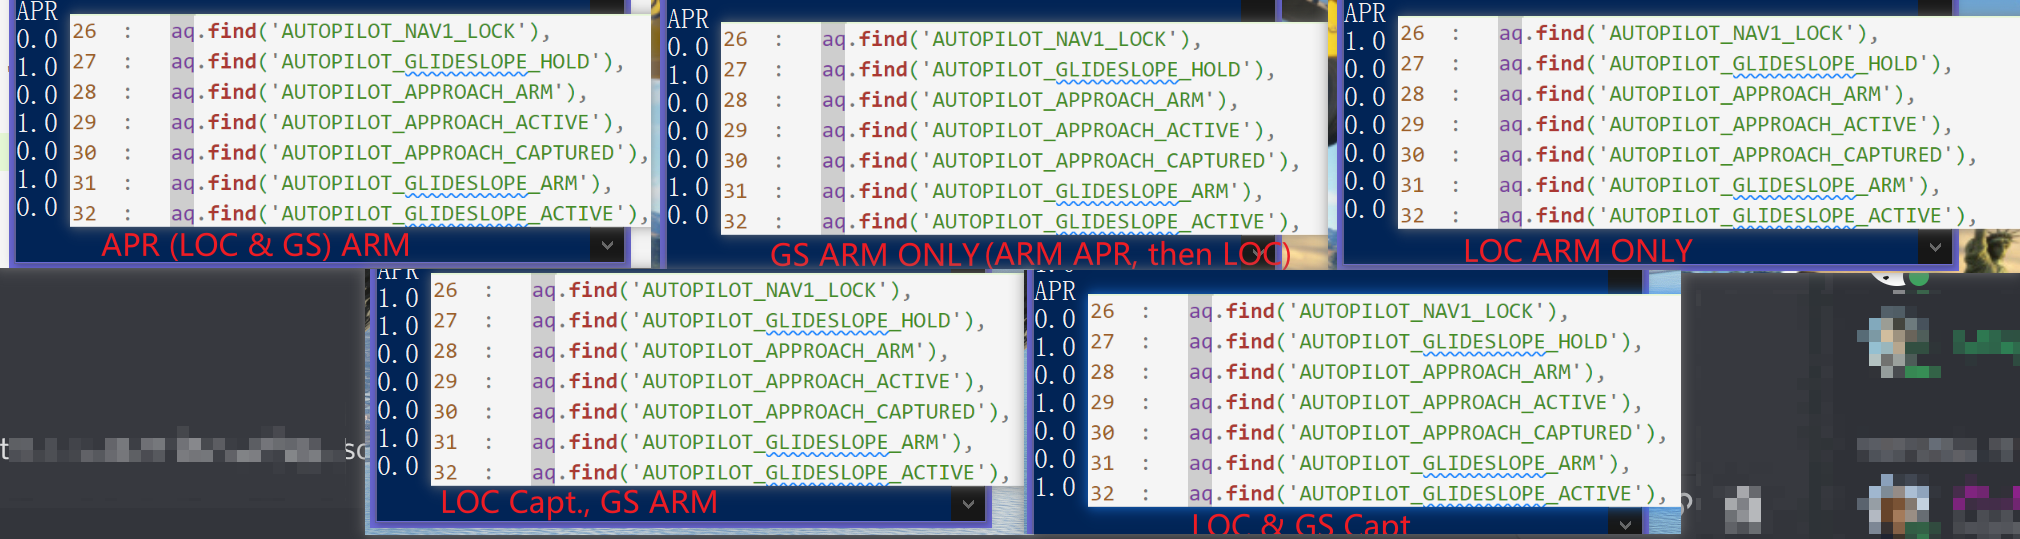 APR
0.0
1.0
0.0
1.0
0.0
1.0
0.0
26 : aq.find('AUTOPILOT_NAV1_LOCK'),
27 : aq.find('AUTOPILOT_GLIDESLOPE_HOLD'),
28 : aq.find('AUTOPILOT_APPROACH_ARM'),
29 : aq.find('AUTOPILOT_APPROACH_ACTIVE'),
30 : aq.find('AUTOPILOT_APPROACH_CAPTURED'),
31 : aq.find('AUTOPILOT_GLIDESLOPE_ARM'),
32 : aq.find('AUTOPILOT_GLIDESLOPE_ACTIVE'),
APR (LOC & GS) ARM
APR
0.0
1.0
0.0
0.0
0.0
1.0
0.0
26 : aq.find('AUTOPILOT_NAV1_LOCK'),
27 : aq.find('AUTOPILOT_GLIDESLOPE_HOLD'),
28 : aq.find('AUTOPILOT_APPROACH_ARM'),
29 : aq.find('AUTOPILOT_APPROACH_ACTIVE'),
30 : aq.find('AUTOPILOT_APPROACH_CAPTURED'),
31 : aq.find('AUTOPILOT_GLIDESLOPE_ARM'),
32 : aq.find('AUTOPILOT_GLIDESLOPE_ACTIVE'),
GS ARM ONLY (ARM APR, then LOC)
APR
1.0
0.0
0.0
0.0
0.0
0.0
0.0
26 : aq.find('AUTOPILOT_NAV1_LOCK'),
27 : aq.find('AUTOPILOT_GLIDESLOPE_HOLD'),
28 : aq.find('AUTOPILOT_APPROACH_ARM'),
29 : aq.find('AUTOPILOT_APPROACH_ACTIVE'),
30 : aq.find('AUTOPILOT_APPROACH_CAPTURED'),
31 : aq.find('AUTOPILOT_GLIDESLOPE_ARM'),
32 : aq.find('AUTOPILOT_GLIDESLOPE_ACTIVE'),
LOC ARM ONLY
APR
1.0
1.0
0.0
0.0
0.0
1.0
0.0
26 : aq.find('AUTOPILOT_NAV1_LOCK'),
27 : aq.find('AUTOPILOT_GLIDESLOPE_HOLD'),
28 : aq.find('AUTOPILOT_APPROACH_ARM'),
29 : aq.find('AUTOPILOT_APPROACH_ACTIVE'),
30 : aq.find('AUTOPILOT_APPROACH_CAPTURED'),
31 : aq.find('AUTOPILOT_GLIDESLOPE_ARM'),
32 : aq.find('AUTOPILOT_GLIDESLOPE_ACTIVE'),
LOC Capt., GS ARM
APR
0.0
1.0
0.0
1.0
0.0
0.0
1.0
26 : aq.find('AUTOPILOT_NAV1_LOCK'),
27 : aq.find('AUTOPILOT_GLIDESLOPE_HOLD'),
28 : aq.find('AUTOPILOT_APPROACH_ARM'),
29 : aq.find('AUTOPILOT_APPROACH_ACTIVE'),
30 : aq.find('AUTOPILOT_APPROACH_CAPTURED'),
31 : aq.find('AUTOPILOT_GLIDESLOPE_ARM'),
32 : aq.find('AUTOPILOT_GLIDESLOPE_ACTIVE'),
LOC & GS Capt